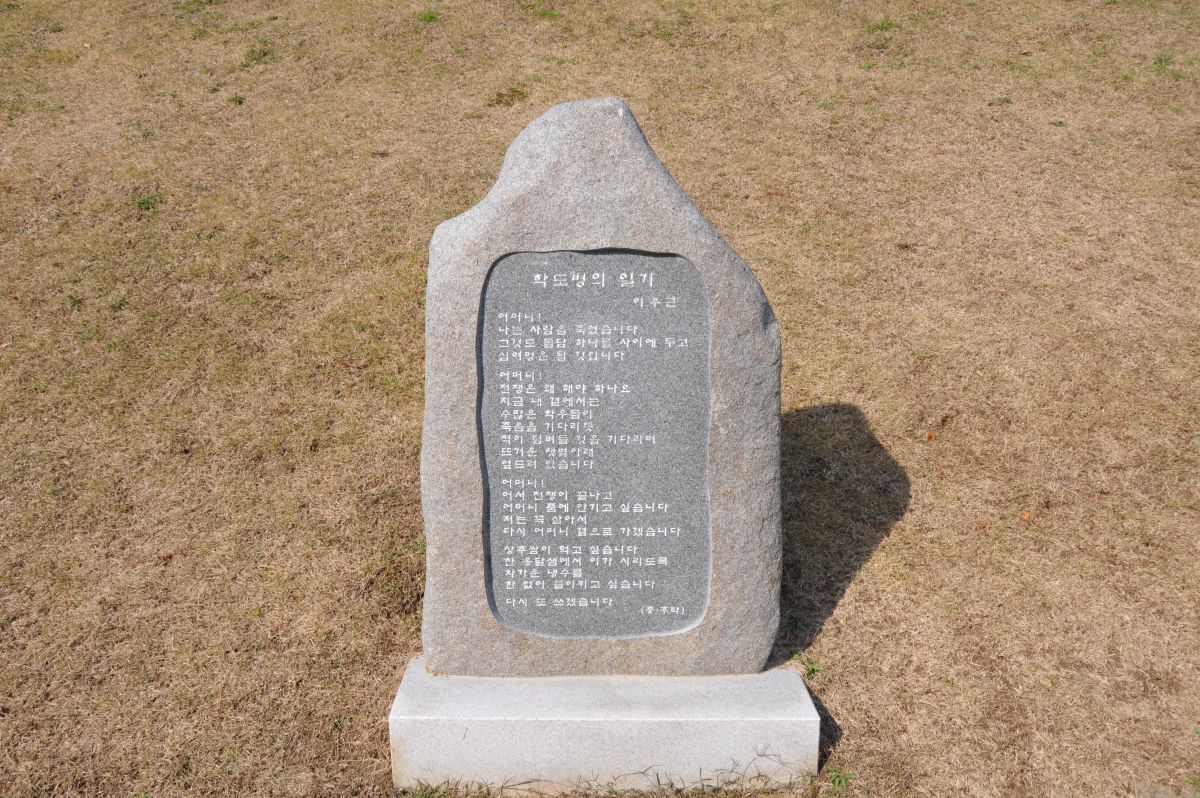 학도병의 일기
이우근
어머니!
나는 사람을 죽였습니다
그것도 돌담 하나를 사이에 두고
십여명은 될 것입니다
어머니!
전쟁은 왜 해야 하나요
지금 내 곁에서는
수많은 학우들이
죽음을 기다리듯
적이 덤벼들 것을 기다리며
뜨거운 햇볕아래
엎드려 있습니다
어머니!
어서 전쟁이 끝나고
어머니 품에 안기고 싶습니다
저는 꼭 살아서
다시 어머니 곁으로 가겠습니다
상추쌈이 먹고 싶습니다
찬 옹달샘에서 이가 시리도록
차가운 냉수를
한 없이 들이키고 싶습니다
다시 또 쓰겠습니다
(중·후략)